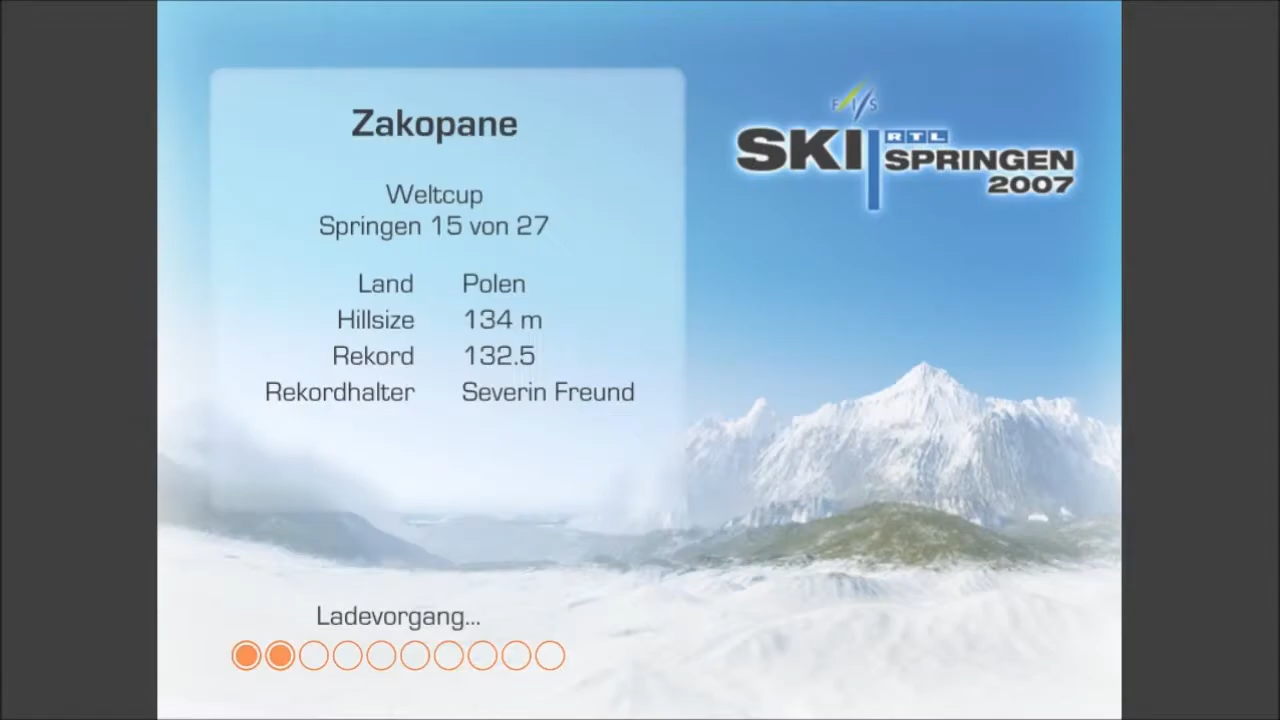 Zakopane
Weltcup
Springen 15 von 27
Land Polen
Hillsize 134 m
Rekord 132.5
Rekordhalter Severin Freund
Ladevorgang...
FIS
RTL
SKI SPRINGEN
2007